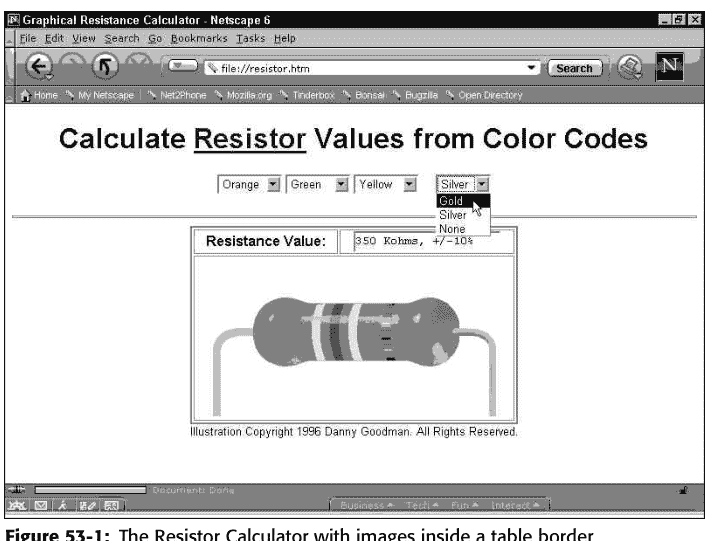 Graphical Resistance Calculator - Netscape 6
File Edit View Search Go Bookmarks Tasks Help
file://resistor.htm Search N
Home My Netscape Net2Phone Mozilla.org Tinderbox Bonsai Bugzilla Open Directory
Calculate Resistor Values from Color Codes
Orange Green Yellow Silver
Gold
Silver
None
Resistance Value: 350 Kohms, +/-10%
Illustration Copyright 1996 Danny Goodman. All Rights Reserved.
Document: Done
Business Tech Fun Interact
Figure 53-1: The Resistor Calculator with images inside a table border